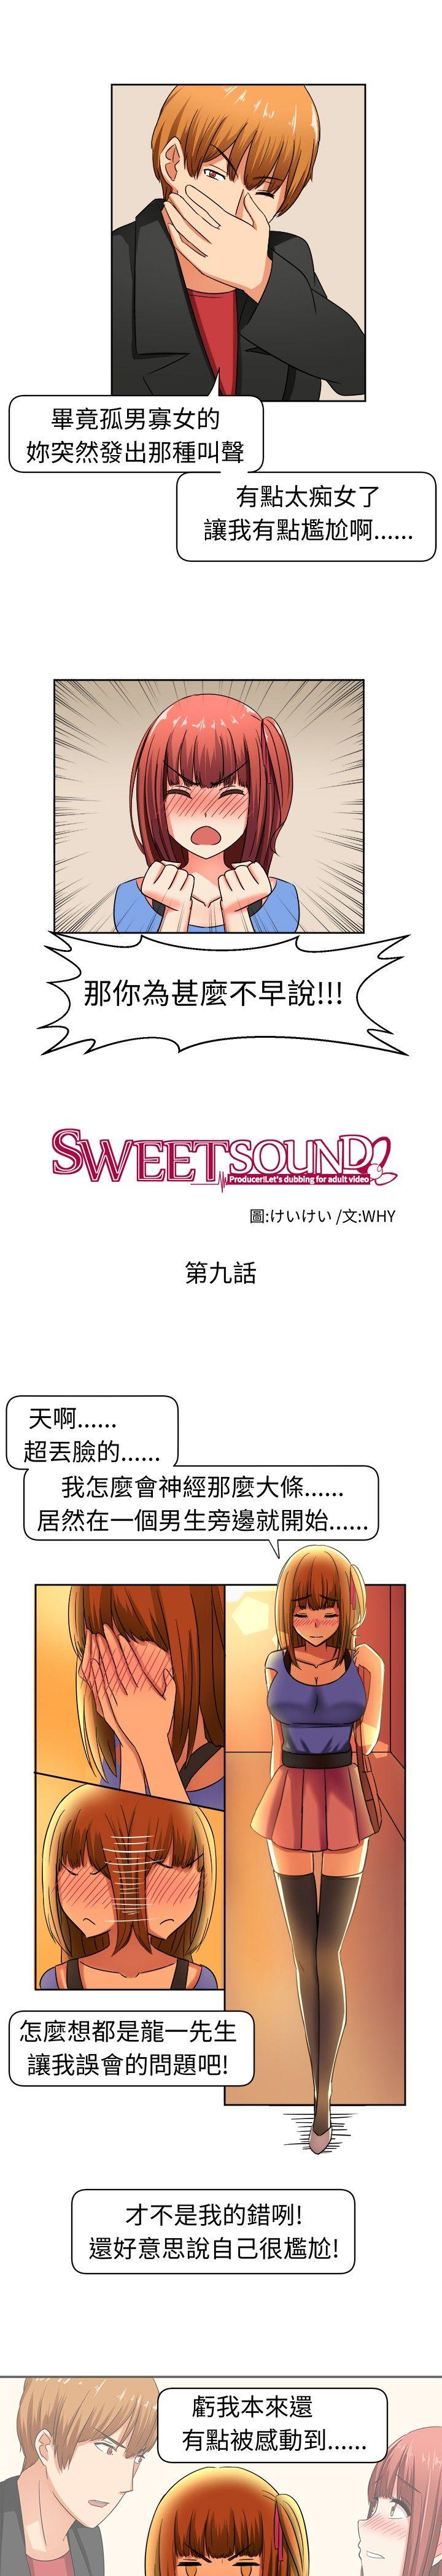 畢竟孤男寡女的
妳突然發出那種叫聲
有點太痴女了
讓我有點尷尬啊......
那你為甚麼不早說!!!
SWEETSOUND
Producer!Let's dubbing for adult video
圖:けいけい /文:WHY
第九話
天啊......
超丟臉的......
我怎麼會神經那麼大條......
居然在一個男生旁邊就開始......
怎麼想都是龍一先生
讓我誤會的問題吧!
才不是我的錯咧!
還好意思說自己很尷尬!
虧我本來還
有點被感動到......